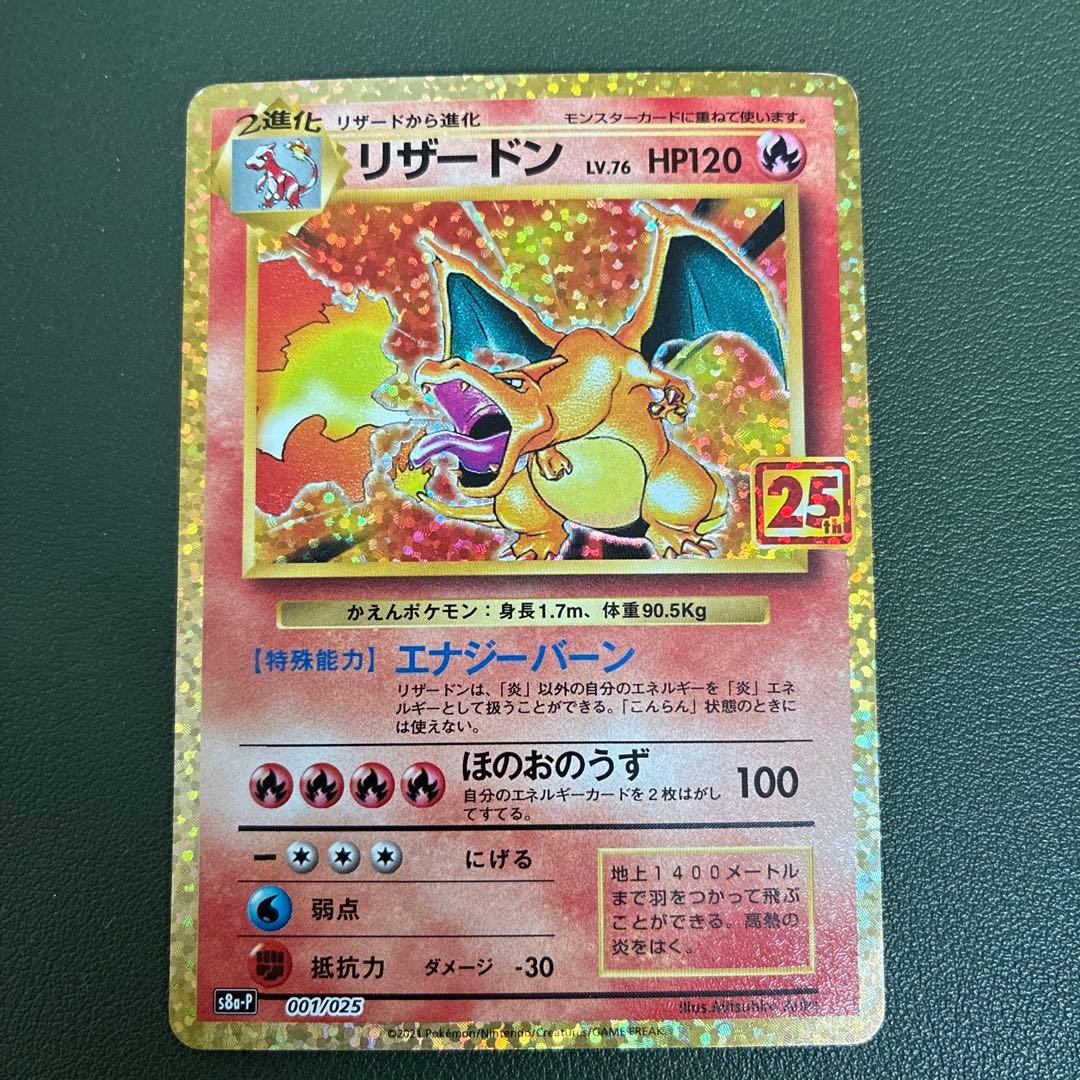 2進化 リザードから進化 モンスターカードに重ねて使います。
リザードン LV.76 HP120
25th
かえんポケモン：身長1.7m、体重90.5Kg
【特殊能力】 エナジーバーン
リザードンは、「炎」以外の自分のエネルギーを「炎」エネ
ルギーとして扱うことができる。「こんらん」状態のときに
は使えない。
ほのおのうず 100
自分のエネルギーカードを２枚はがし
てすてる。
にげる
地上１４００メートル
まで羽をつかって飛ぶ
ことができる。高熱の
炎をはく。
弱点
抵抗力 ダメージ -30
s8a-P 001/025
Illus.Mitsuhiro Arita
©2021 Pokémon/Nintendo/Creatures/GAME FREAK.